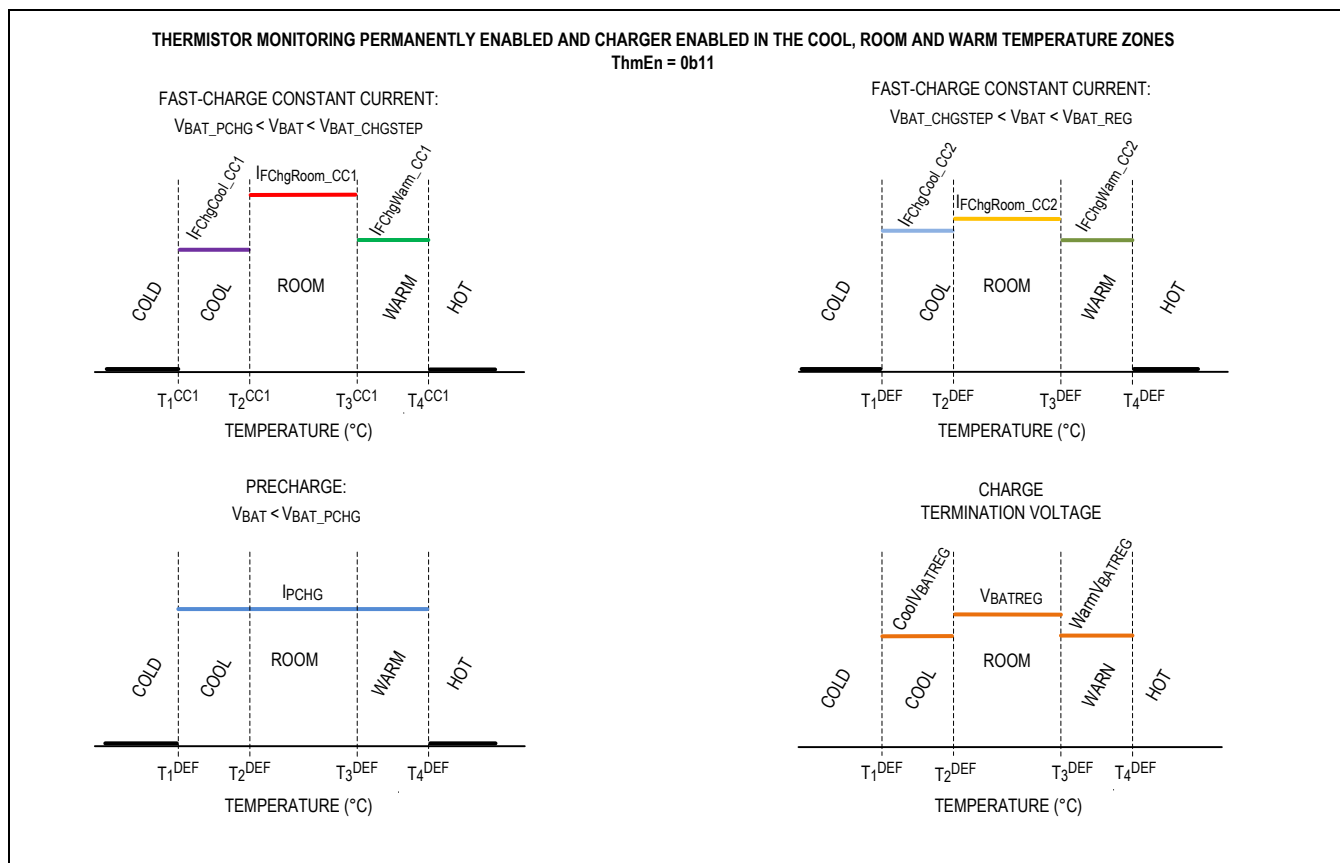 THERMISTOR MONITORING PERMANENTLY ENABLED AND CHARGER ENABLED IN THE COOL, ROOM AND WARM TEMPERATURE ZONES
ThmEn = 0b11
FAST-CHARGE CONSTANT CURRENT:
VBAT_PCHG < VBAT < VBAT_CHGSTEP
IFChgCool_CC1
IFChgRoom_CC1
IFChgWarm_CC1
COLD
COOL
ROOM
WARM
HOT
T1CC1 T2CC1 T3CC1 T4CC1
TEMPERATURE (°C)
FAST-CHARGE CONSTANT CURRENT:
VBAT_CHGSTEP < VBAT < VBAT_REG
IFChgCool_CC2
IFChgRoom_CC2
IFChgWarm_CC2
COLD
COOL
ROOM
WARM
HOT
T1DEF T2DEF T3DEF T4DEF
TEMPERATURE (°C)
PRECHARGE:
VBAT < VBAT_PCHG
IPCHG
COLD
COOL
ROOM
WARM
HOT
T1DEF T2DEF T3DEF T4DEF
TEMPERATURE (°C)
CHARGE
TERMINATION VOLTAGE
CoolVBATREG
VBATREG
WarmVBATREG
COLD
COOL
ROOM
WARN
HOT
T1DEF T2DEF T3DEF T4DEF
TEMPERATURE (°C)